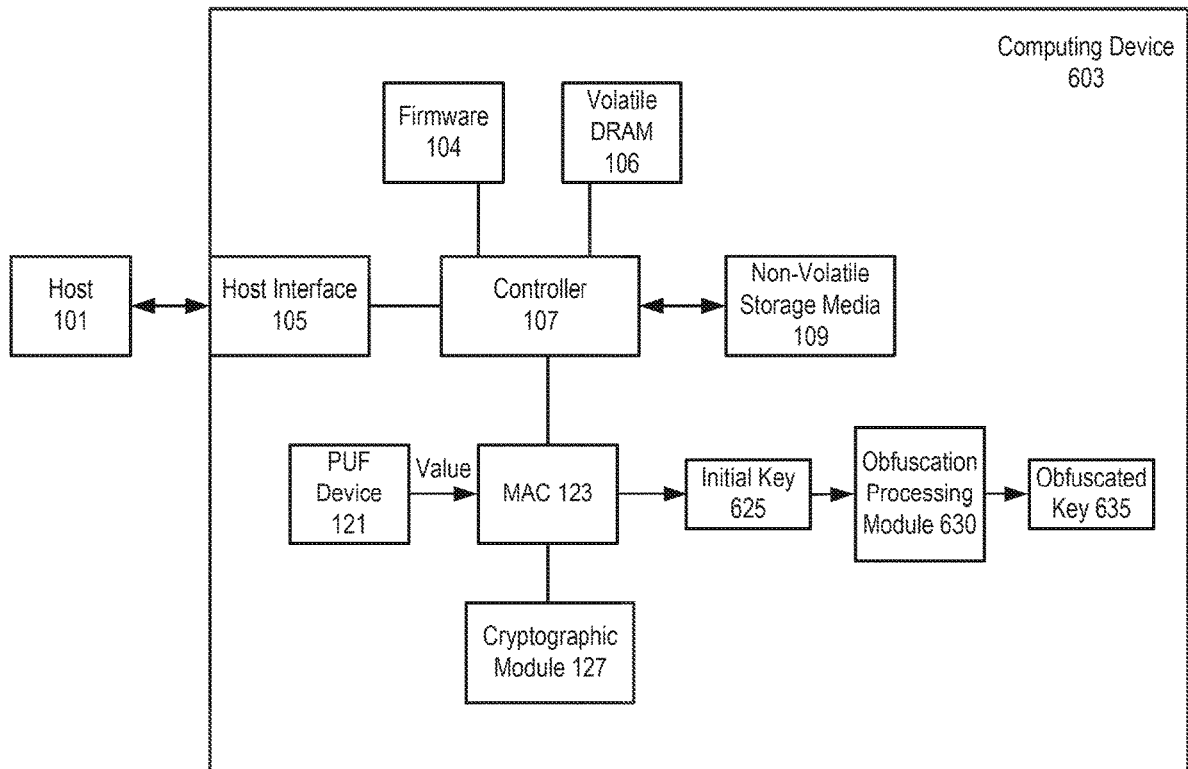 Computing Device
603
Firmware
104
Volatile
DRAM
106
Host
101
Host Interface
105
Controller
107
Non-Volatile
Storage Media
109
PUF
Device
121
Value
MAC 123
Initial Key
625
Obfuscation
Processing
Module 630
Obfuscated
Key 635
Cryptographic
Module 127